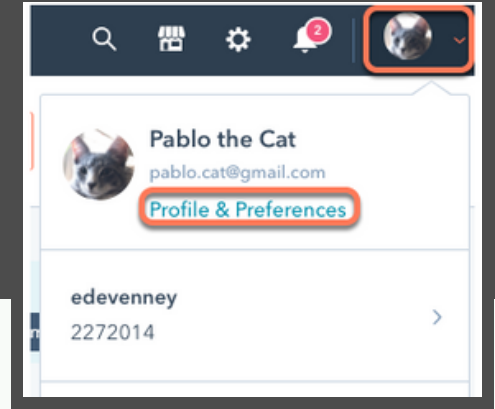 2
Pablo the Cat
pablo.cat@gmail.com
Profile & Preferences
edevenney
2272014